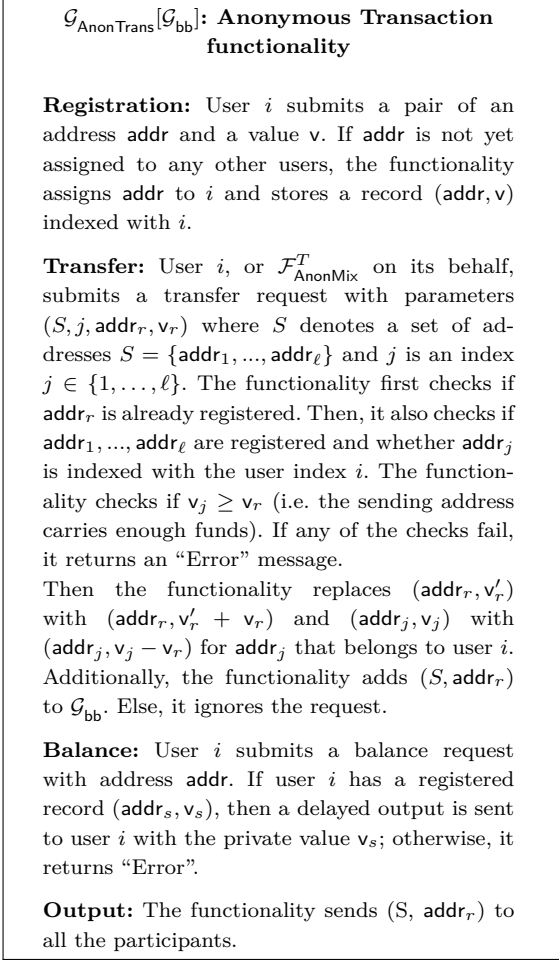 𝒢_AnonTrans[𝒢_bb]: Anonymous Transaction
functionality
Registration: User i submits a pair of an
address addr and a value v. If addr is not yet
assigned to any other users, the functionality
assigns addr to i and stores a record (addr, v)
indexed with i.
Transfer: User i, or ℱ^T_AnonMix on its behalf,
submits a transfer request with parameters
(S, j, addr_r, v_r) where S denotes a set of ad-
dresses S = {addr_1, ..., addr_ℓ} and j is an index
j ∈ {1, . . . , ℓ}. The functionality first checks if
addr_r is already registered. Then, it also checks if
addr_1, ..., addr_ℓ are registered and whether addr_j
is indexed with the user index i. The function-
ality checks if v_j ≥ v_r (i.e. the sending address
carries enough funds). If any of the checks fail,
it returns an “Error” message.
Then the functionality replaces (addr_r, v′_r)
with (addr_r, v′_r + v_r) and (addr_j, v_j) with
(addr_j, v_j − v_r) for addr_j that belongs to user i.
Additionally, the functionality adds (S, addr_r)
to 𝒢_bb. Else, it ignores the request.
Balance: User i submits a balance request
with address addr. If user i has a registered
record (addr_s, v_s), then a delayed output is sent
to user i with the private value v_s; otherwise, it
returns “Error”.
Output: The functionality sends (S, addr_r) to
all the participants.